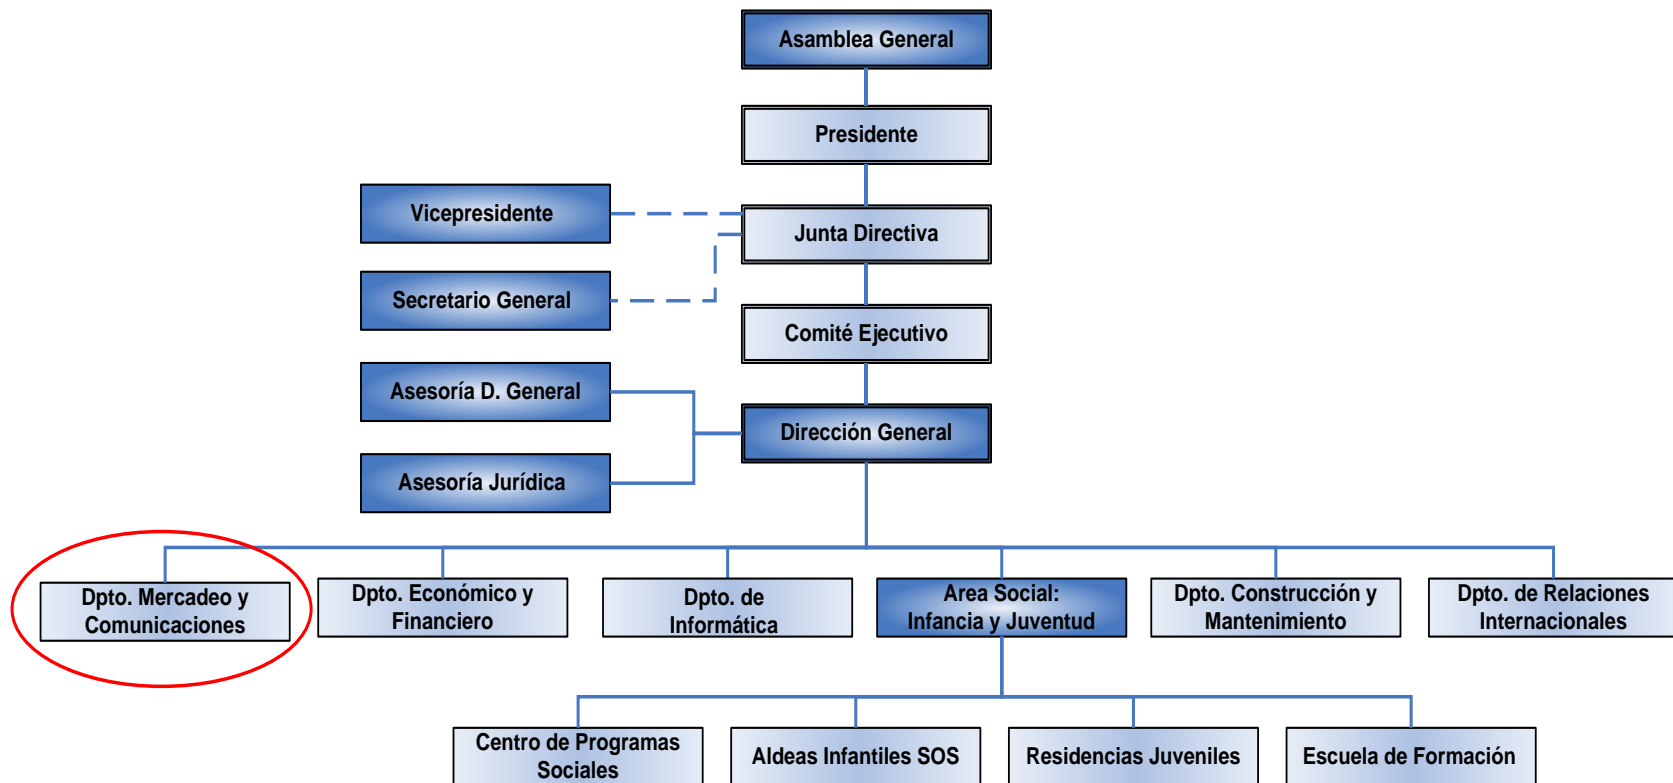 Asamblea General
Presidente
Vicepresidente
Junta Directiva
Secretario General
Comité Ejecutivo
Asesoría D. General
Dirección General
Asesoría Jurídica
Dpto. Mercadeo y
Comunicaciones
Dpto. Económico y
Financiero
Dpto. de
Informática
Area Social:
Infancia y Juventud
Dpto. Construcción y
Mantenimiento
Dpto. de Relaciones
Internacionales
Centro de Programas
Sociales
Aldeas Infantiles SOS
Residencias Juveniles
Escuela de Formación